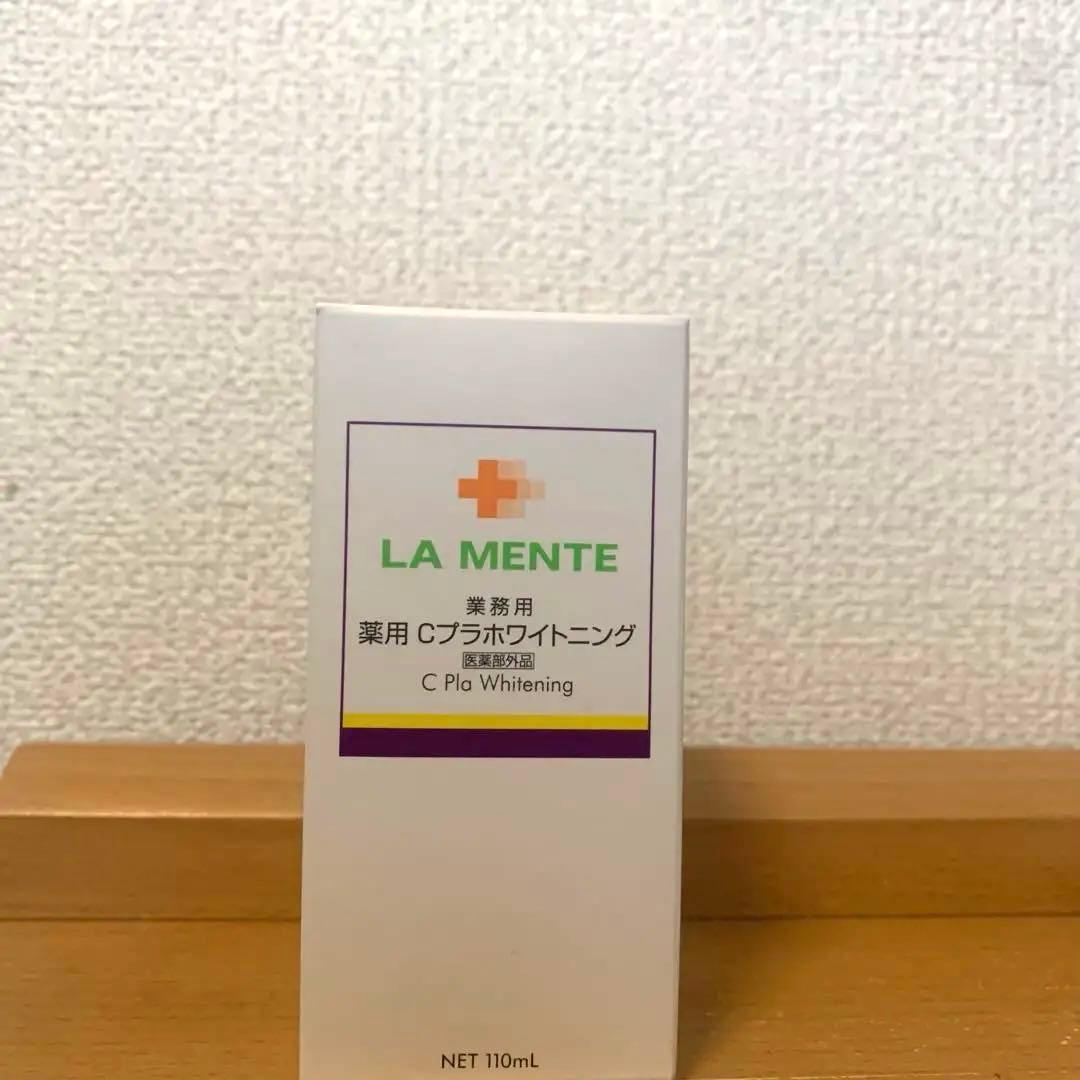 LA MENTE
業務用
薬用 Cプラホワイトニング
医薬部外品
C Pla Whitening
NET 110mL